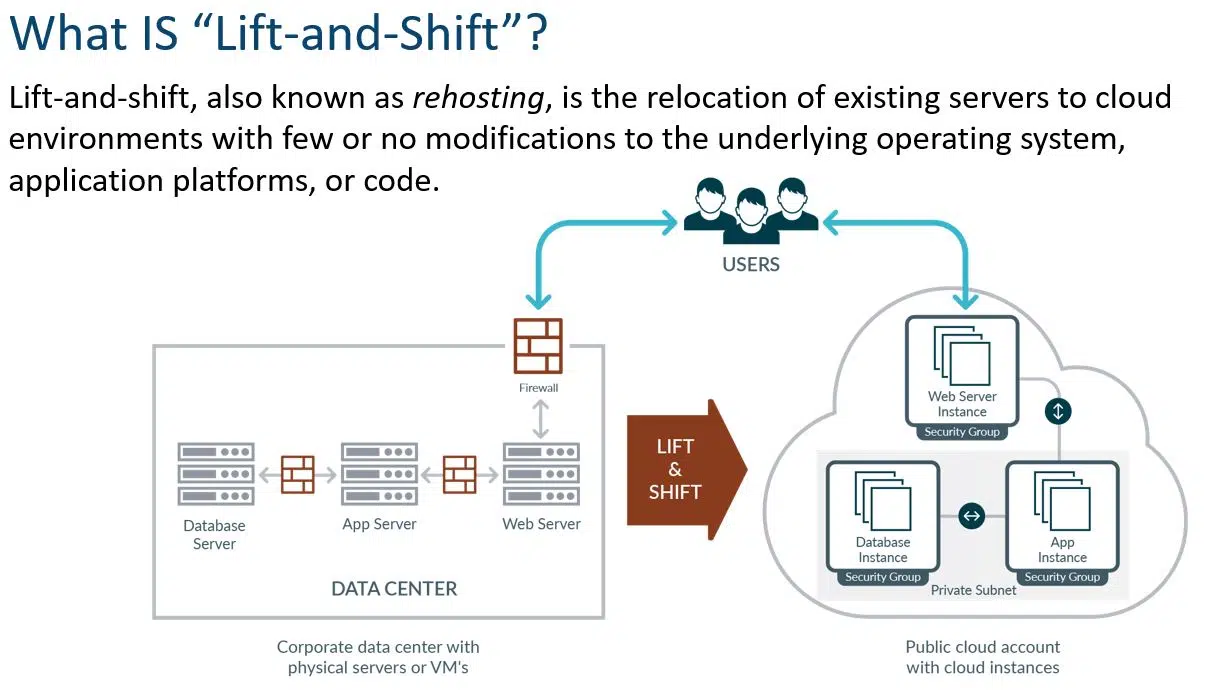 What IS “Lift-and-Shift”?
Lift-and-shift, also known as rehosting, is the relocation of existing servers to cloud
environments with few or no modifications to the underlying operating system,
application platforms, or code.
USERS
Firewall
Database
Server
App Server
Web Server
DATA CENTER
Corporate data center with
physical servers or VM's
LIFT
&
SHIFT
Web Server
Instance
Security Group
Database
Instance
Security Group
App
Instance
Security Group
Private Subnet
Public cloud account
with cloud instances